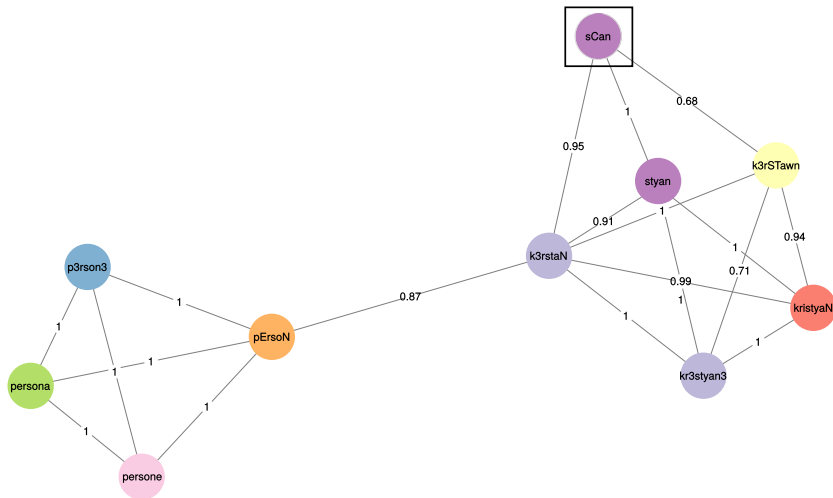 sCan
0.68
1
0.95
k3rSTawn
styan
1
0.91
0.94
1
k3rstaN
p3rson3
0.71
0.99
0.87
1
1
kristyaN
1
1
pErsoN
1
1
1
kr3styan3
persona
1
1
persone